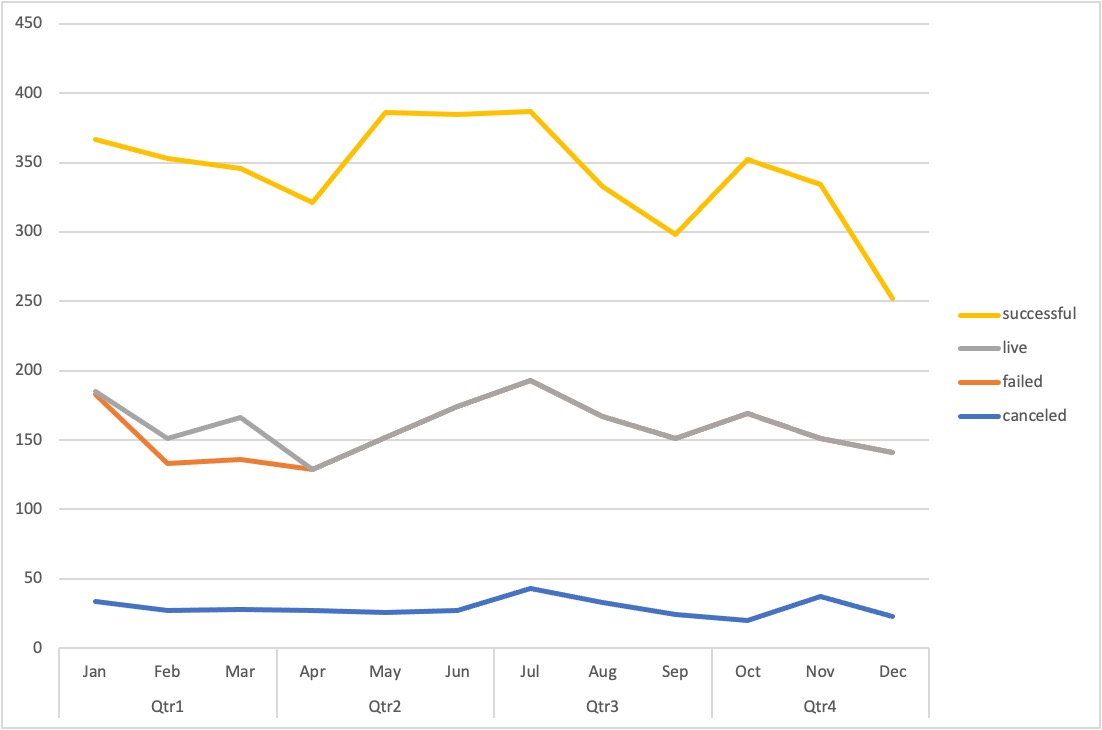 450
400
350
300
250
200
150
100
50
0
successful
live
failed
canceled
Jan Feb Mar Apr May Jun Jul Aug Sep Oct Nov Dec
Qtr1 Qtr2 Qtr3 Qtr4